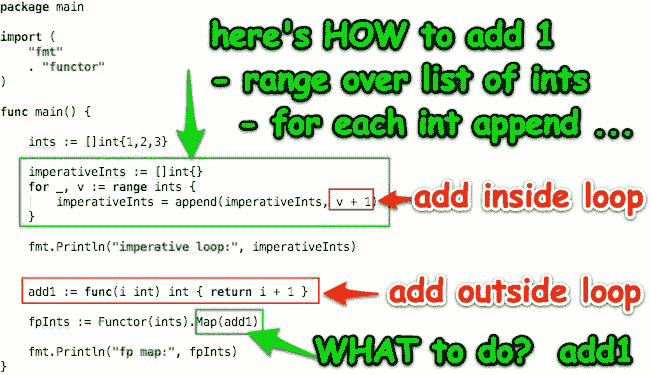 package main
here's HOW to add 1
import (
- range over list of ints
"fmt"
. "functor"
- for each int append ...
)
func main() {
ints := []int{1,2,3}
imperativeInts := []int{}
for _, v := range ints {
imperativeInts = append(imperativeInts, v + 1)
add inside loop
}
fmt.Println("imperative loop:", imperativeInts)
add1 := func(i int) int { return i + 1 }
add outside loop
fpInts := Functor(ints).Map(add1)
fmt.Println("fp map:", fpInts)
WHAT to do? add1
}